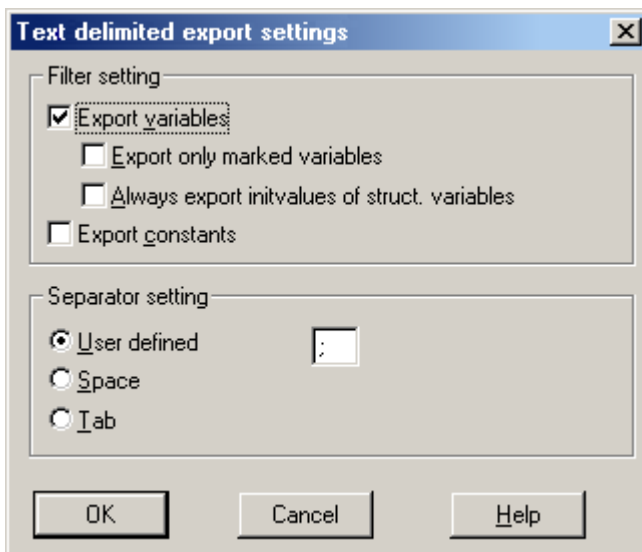 Text delimited export settings
Filter setting
Export variables
Export only marked variables
Always export initvalues of struct. variables
Export constants
Separator setting
User defined ;
Space
Tab
OK Cancel Help